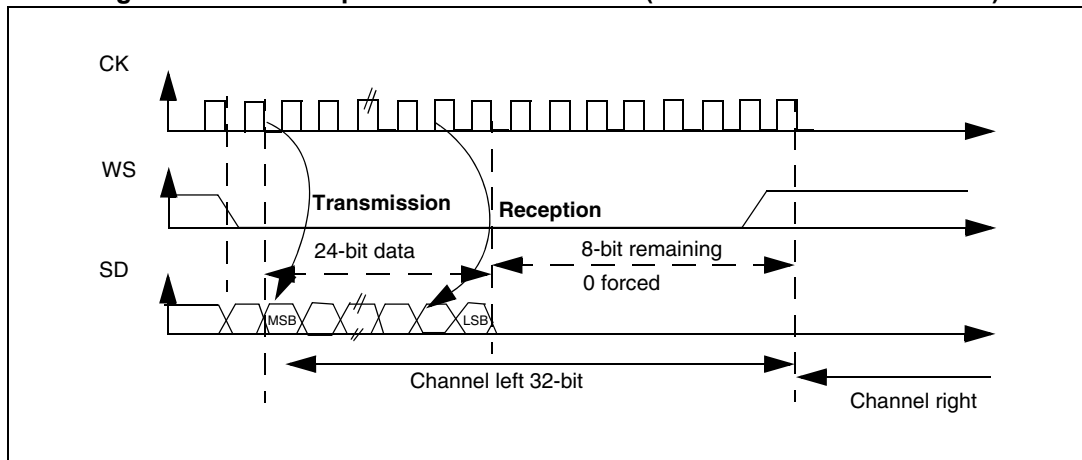 CK
WS
Transmission
Reception
24-bit data
8-bit remaining
0 forced
SD
MSB
LSB
Channel left 32-bit
Channel right